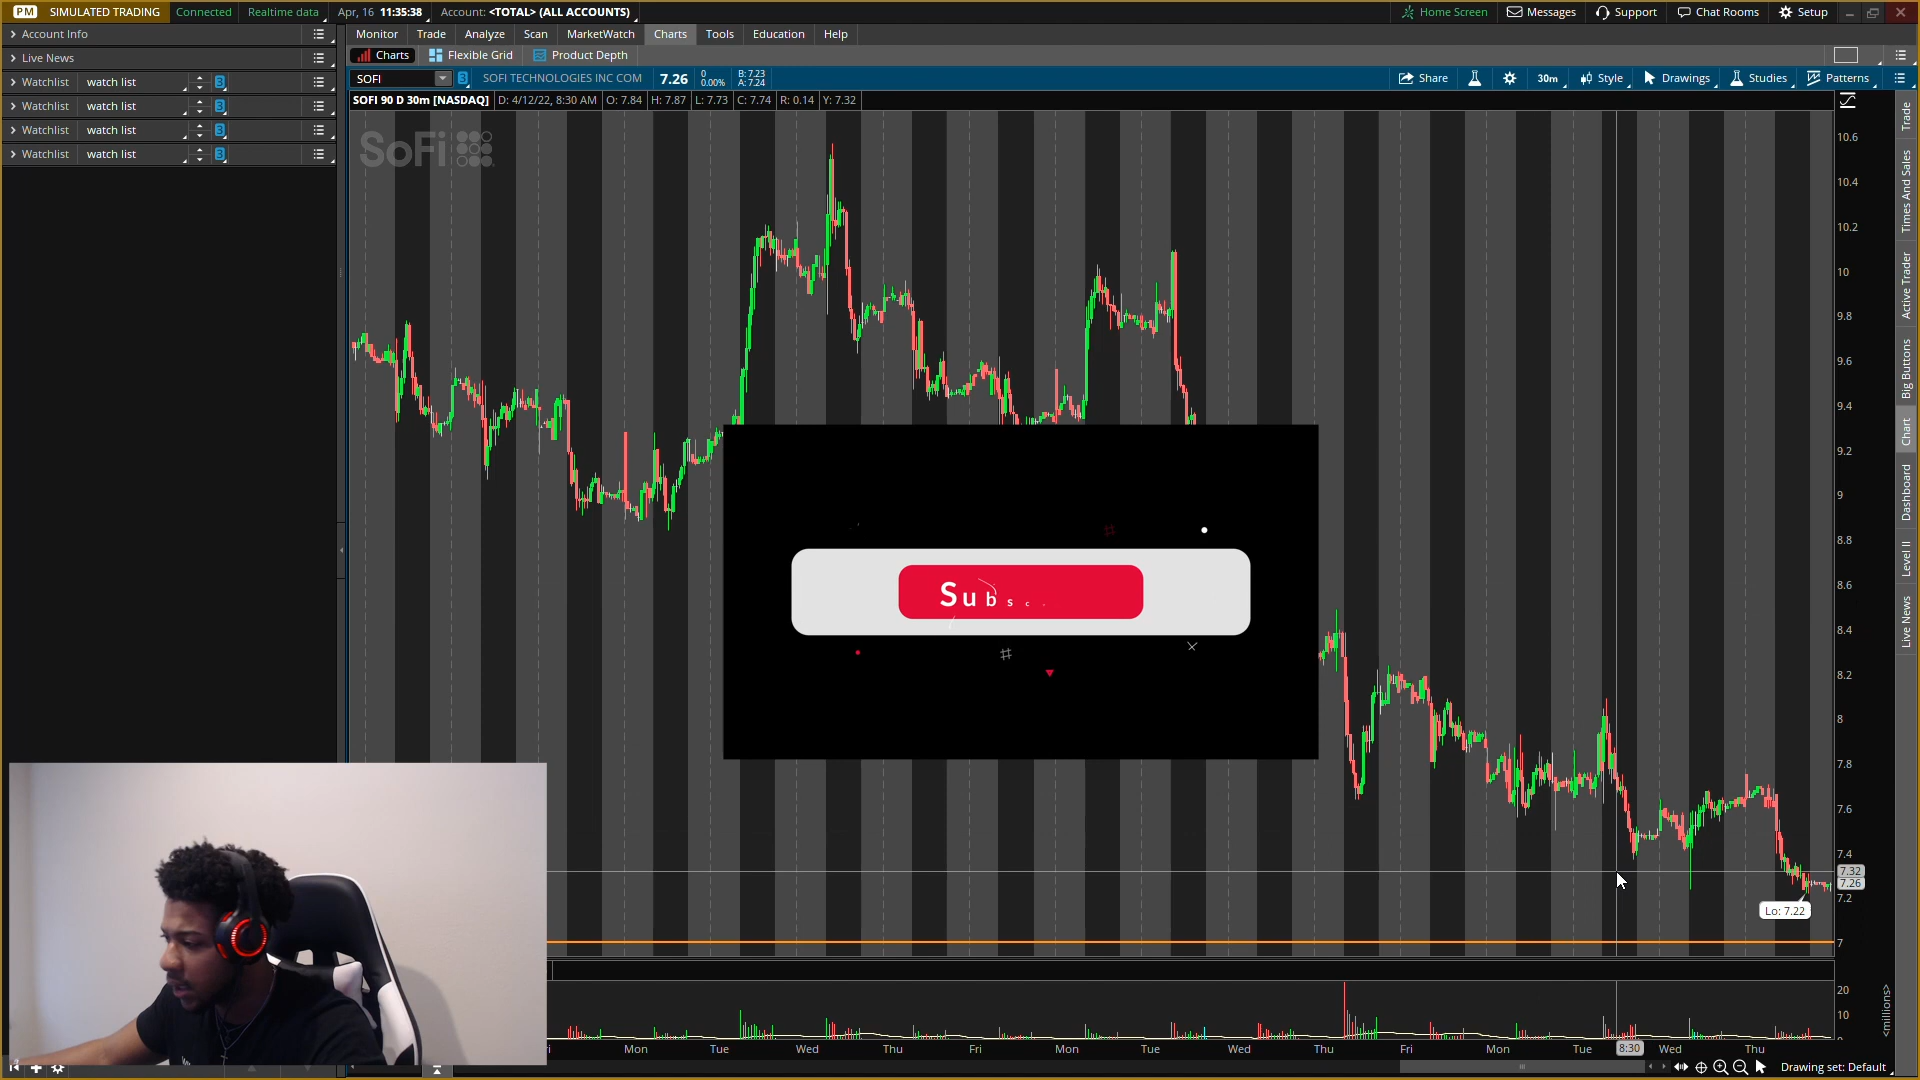 PM SIMULATED TRADING Connected Realtime data Apr, 16 11:35:38 Account: <TOTAL> (ALL ACCOUNTS) Home Screen Messages Support Chat Rooms Setup
Account Info
Live News
Watchlist watch list 3
Watchlist watch list 3
Watchlist watch list 3
Watchlist watch list 3
Monitor Trade Analyze Scan MarketWatch Charts Tools Education Help
Charts Flexible Grid Product Depth
SOFI 3 SOFI TECHNOLOGIES INC COM 7.26 0 0.00% B: 7.23 A: 7.24 Share 30m Style Drawings Studies Patterns
SOFI 90 D 30m [NASDAQ] D: 4/12/22, 8:30 AM O: 7.84 H: 7.87 L: 7.73 C: 7.74 R: 0.14 Y: 7.32
SoFi
10.6
10.4
10.2
10
9.8
9.6
9.4
9.2
9
8.8
8.6
8.4
8.2
8
7.8
7.6
7.4
7.32
7.26
7.2
7
Lo: 7.22
Subsc
20
10
<millions>
Mon Tue Wed Thu Fri Mon Tue Wed Thu Fri Mon Tue 8:30 Wed Thu
Drawing set: Default
Trade
Times And Sales
Active Trader
Big Buttons
Chart
Dashboard
Level II
Live News